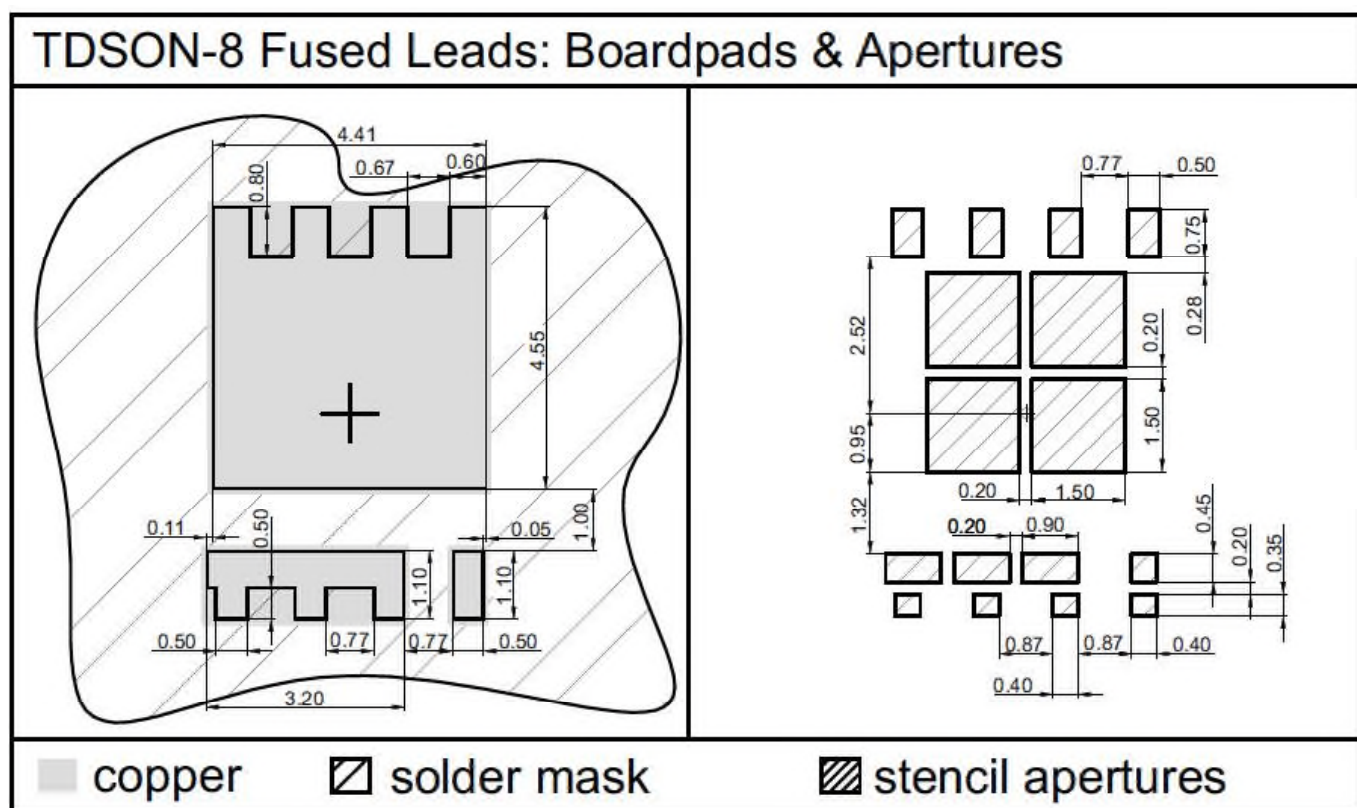 TDSON-8 Fused Leads: Boardpads & Apertures
4.41
0.67 0.60
0.80
4.55
0.11 0.50 0.05 1.00
1.10 1.10
0.50 0.77 0.77 0.50
3.20
0.77 0.50
0.75
0.28
2.52 0.20
0.95 1.50
0.20 1.50
1.32 0.20 0.90 0.45 0.20 0.35
0.87 0.87 0.40
0.40
copper solder mask stencil apertures